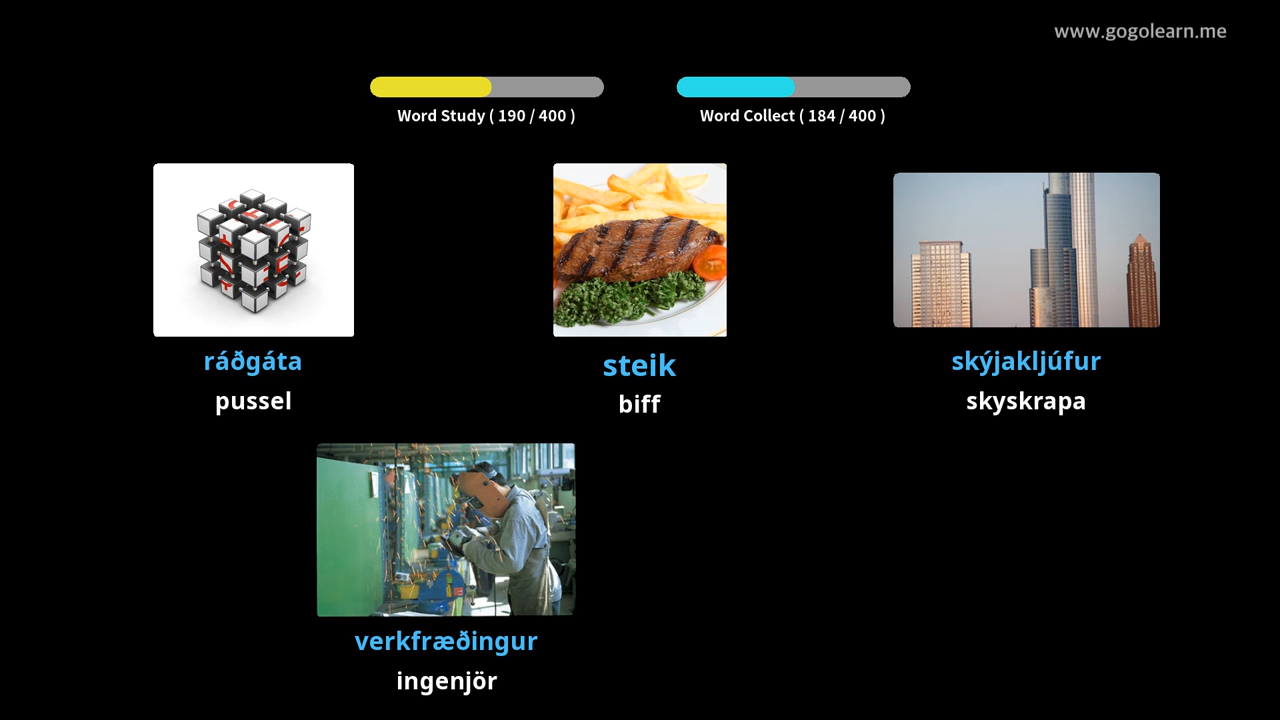 www.gogolearn.me
Word Study ( 190 / 400 )
Word Collect ( 184 / 400 )
ráðgáta
pussel
steik
biff
skýjakljúfur
skyskrapa
verkfræðingur
ingenjör